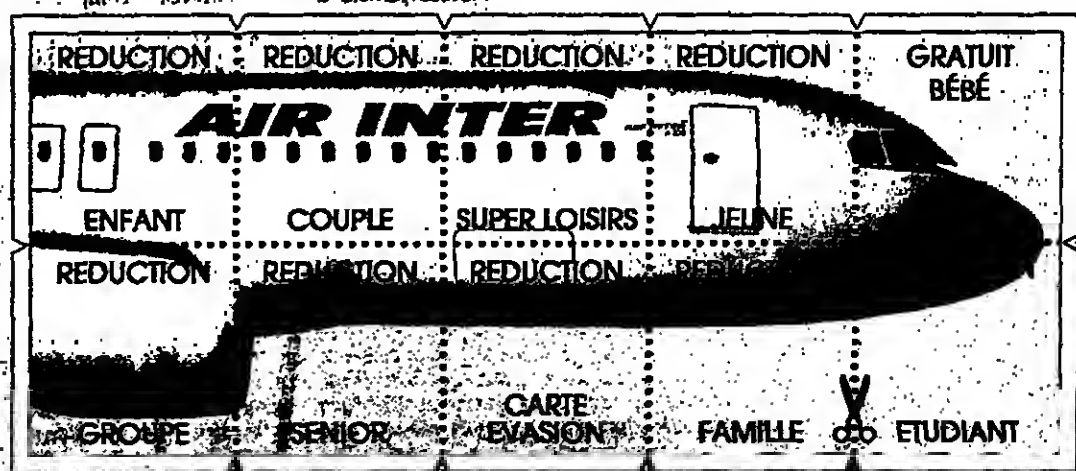 REDUCTION REDUCTION REDUCTION REDUCTION GRATUIT
BÉBÉ
AIR INTER
ENFANT COUPLE SUPER LOISIRS JEUNE
REDUCTION REDUCTION REDUCTION REDUCTION
CARTE
GROUPE SENIOR EVASION FAMILLE ETUDIANT